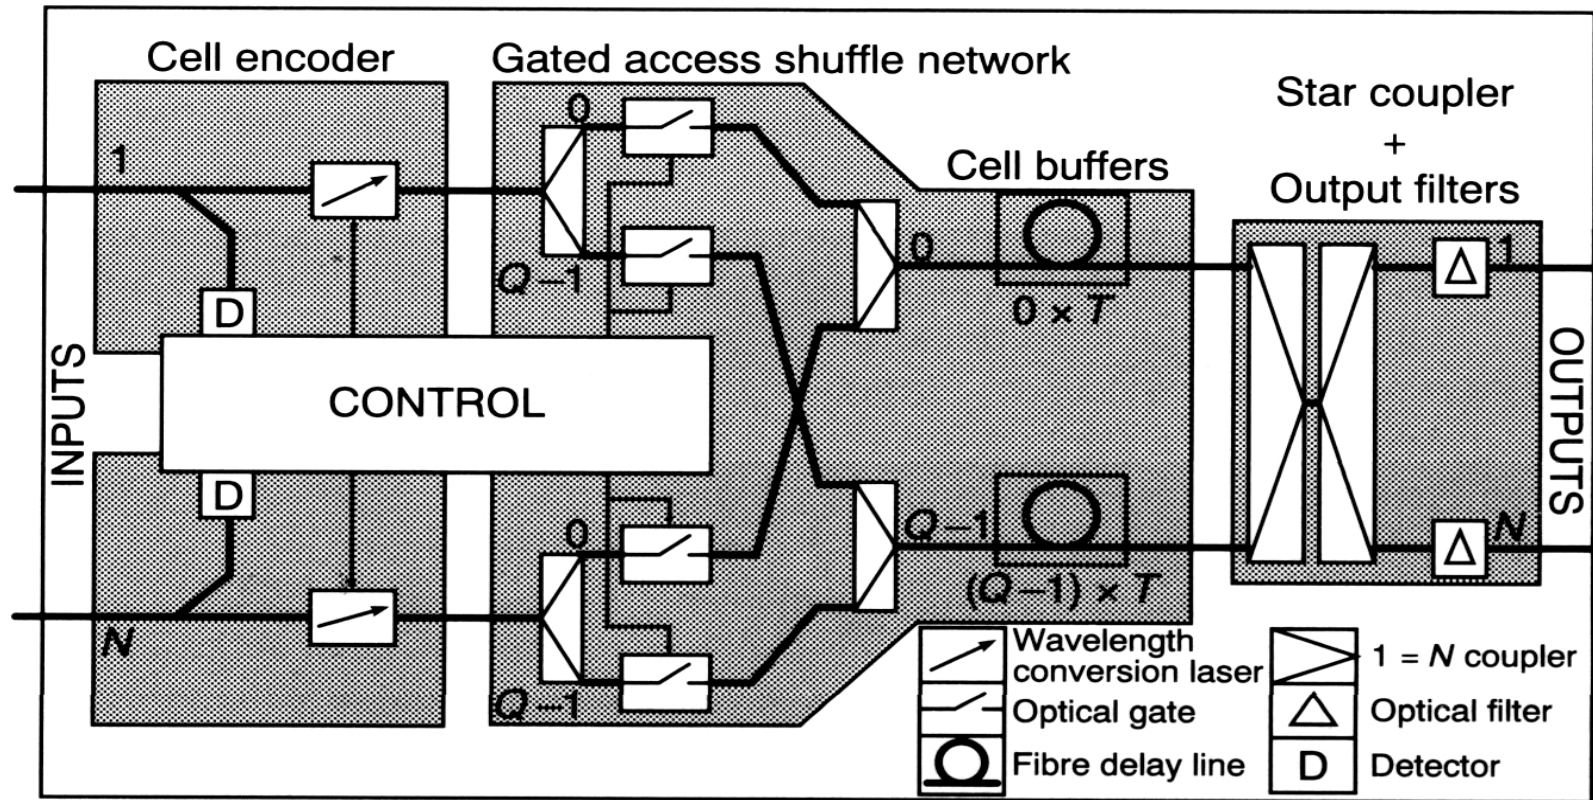 Cell encoder
Gated access shuffle network
Star coupler
+
Output filters
Cell buffers
INPUTS
1
D
CONTROL
D
N
0
Q–1
0
Q–1
0
0 × T
Q–1
(Q–1) × T
1
N
OUTPUTS
Wavelength
conversion laser
Optical gate
Fibre delay line
1 = N coupler
Optical filter
D
Detector